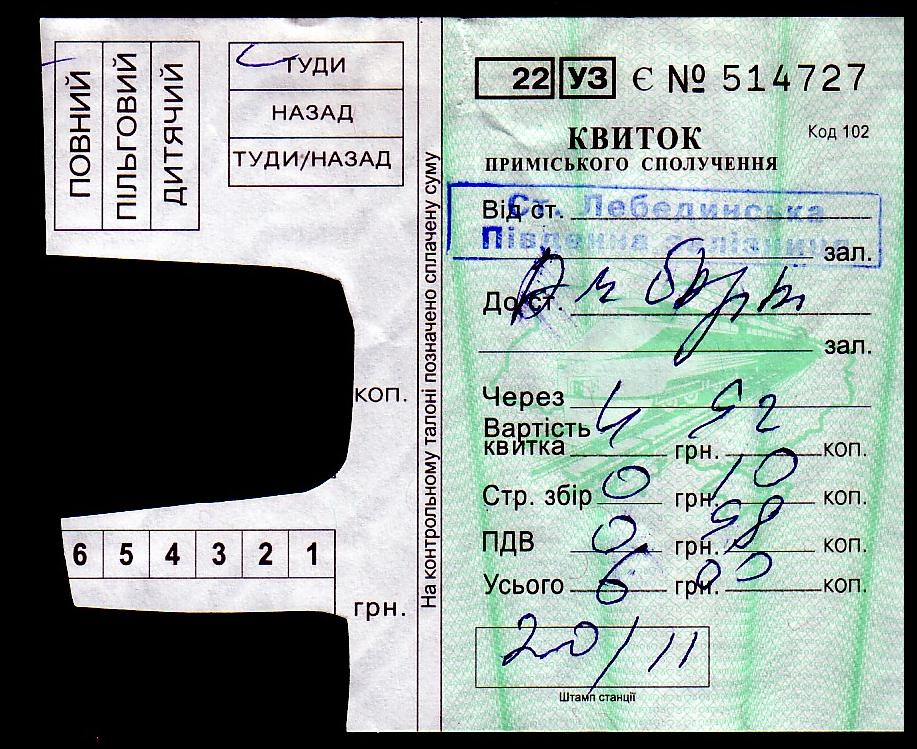 ПОВНИЙ
ПІЛЬГОВИЙ
ДИТЯЧИЙ
ТУДИ
НАЗАД
ТУДИ/НАЗАД
коп.
6 5 4 3 2 1
грн.
На контрольному талоні позначено сплачену суму
22 УЗ Є № 514727
КВИТОК Код 102
ПРИМІСЬКОГО СПОЛУЧЕННЯ
Від ст. Ст. Лебединська
Південна залізниця зал.
До ст.
зал.
Через
Вартість
квитка 4 грн. 92 коп.
Стр. збір 0 грн. 10 коп.
ПДВ 0 грн. 98 коп.
Усього 6 грн. 00 коп.
20/11
Штамп станції